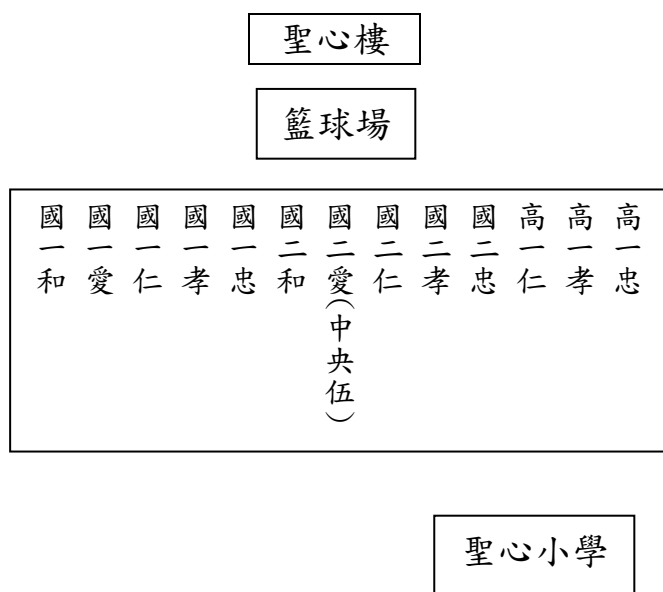 聖心樓
籃球場
國一和
國一愛
國一仁
國一孝
國一忠
國二和
國二愛(中央伍)
國二仁
國二孝
國二忠
高一仁
高一孝
高一忠
聖心小學